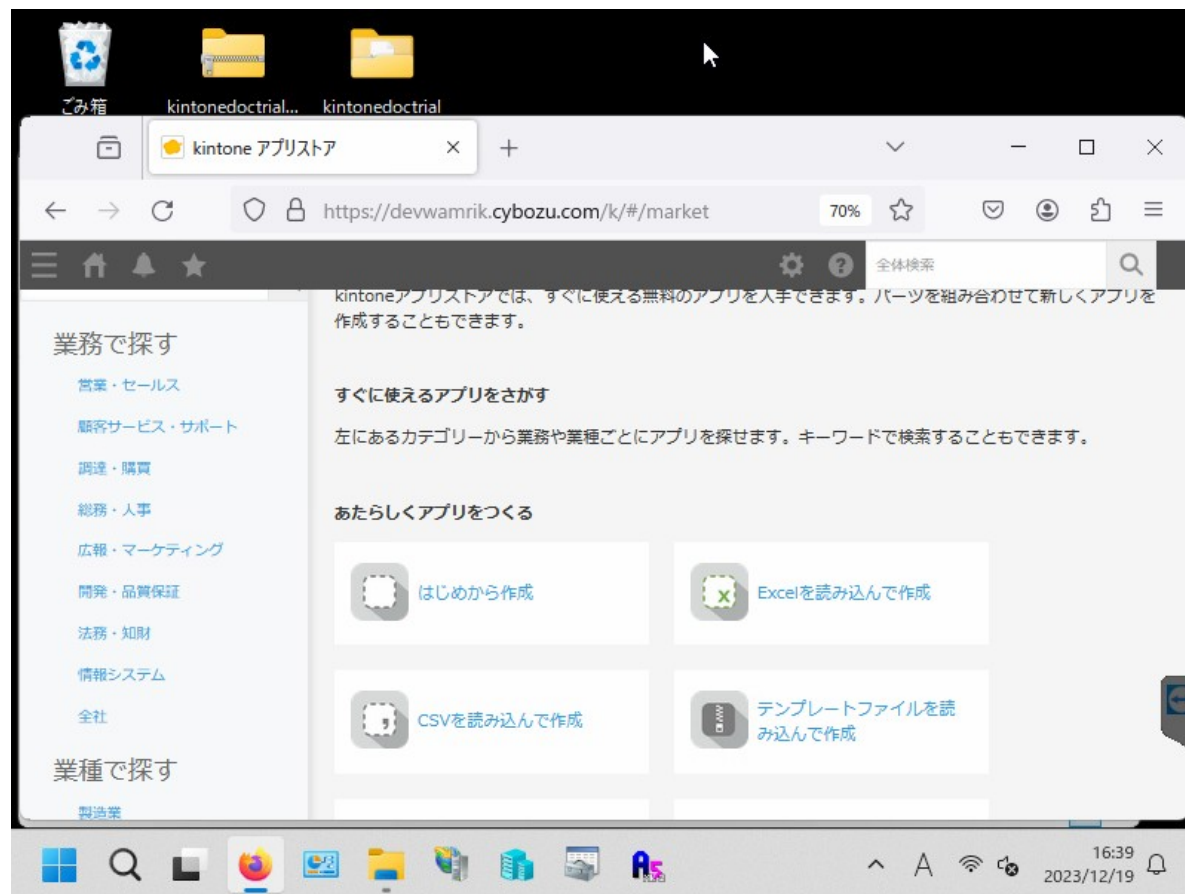 ごみ箱
kintonedoctrial...
kintonedoctrial
kintone アプリストア
https://devwamrik.cybozu.com/k/#/market
70%
全体検索
kintoneアプリストアでは、すぐに使える無料のアプリを入手できます。パーツを組み合わせて新しくアプリを
作成することもできます。
業務で探す
営業・セールス
顧客サービス・サポート
調達・購買
総務・人事
広報・マーケティング
開発・品質保証
法務・知財
情報システム
全社
業種で探す
製造業
すぐに使えるアプリをさがす
左にあるカテゴリーから業務や業種ごとにアプリを探せます。キーワードで検索することもできます。
あたらしくアプリをつくる
はじめから作成
Excelを読み込んで作成
CSVを読み込んで作成
テンプレートファイルを読
み込んで作成
A
16:39
2023/12/19